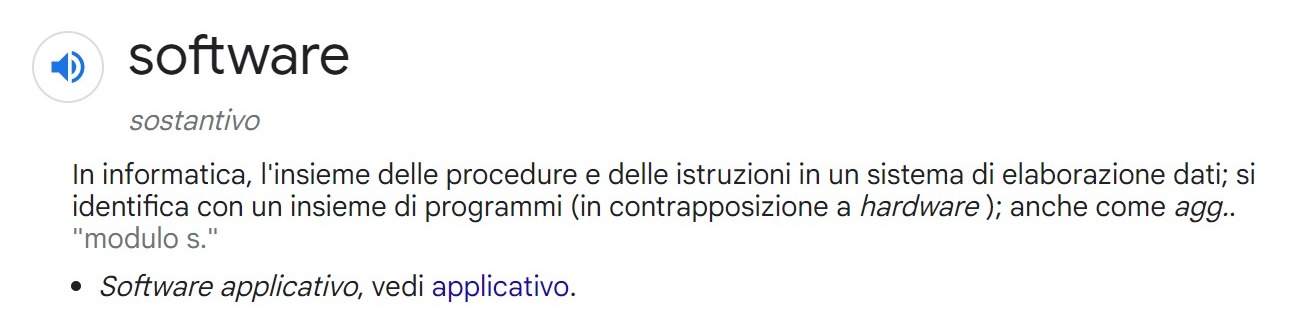 software
sostantivo
In informatica, l'insieme delle procedure e delle istruzioni in un sistema di elaborazione dati; si
identifica con un insieme di programmi (in contrapposizione a hardware ); anche come agg..
"modulo s."
• Software applicativo, vedi applicativo.